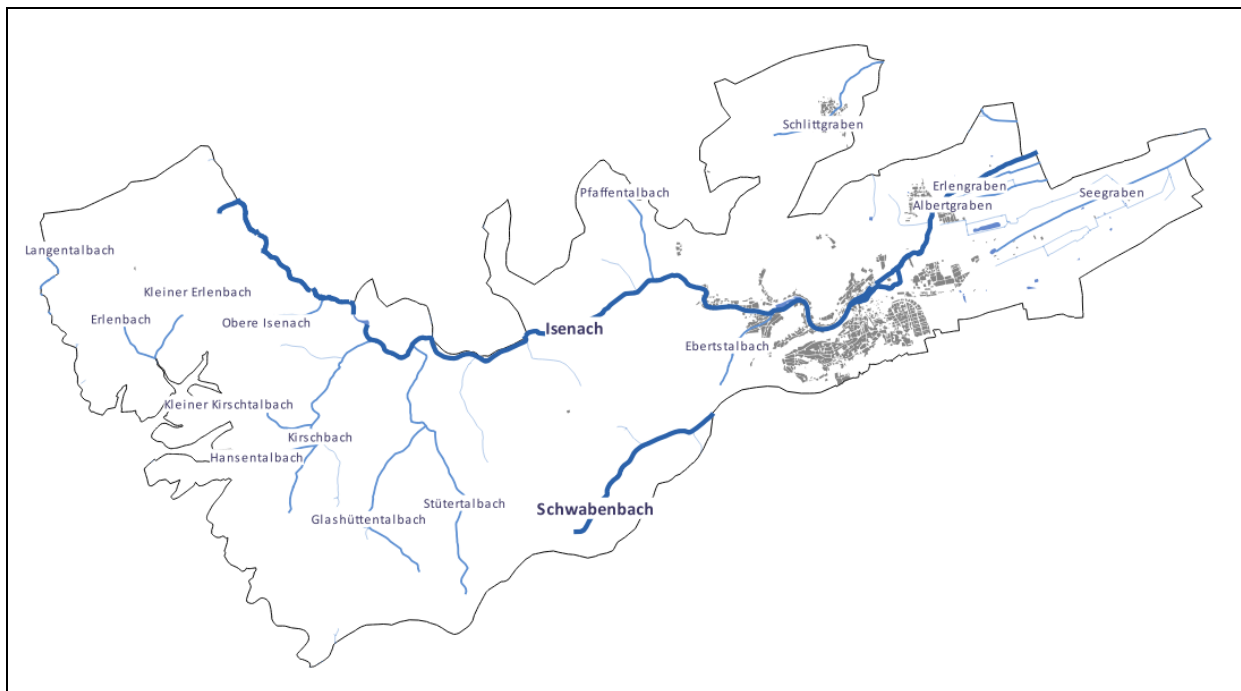 Schlittgraben
Pfaffentalbach
Erlengraben
Seegraben
Albertgraben
Langentalbach
Kleiner Erlenbach
Erlenbach
Obere Isenach
Isenach
Ebertstalbach
Kleiner Kirschtalbach
Kirschbach
Hansentalbach
Stütertalbach
Schwabenbach
Glashüttentalbach